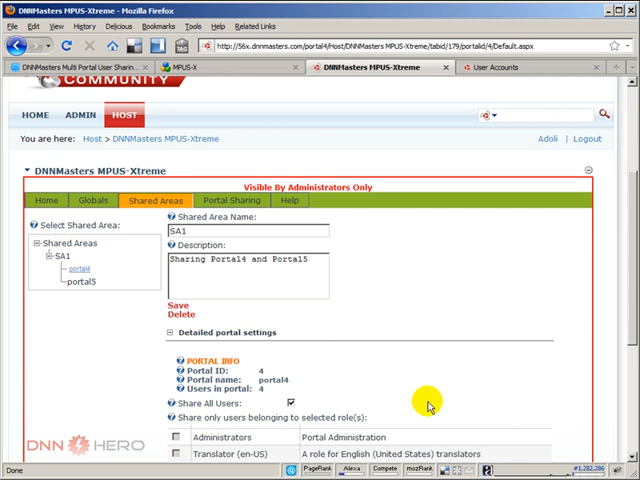 DNNMasters MPUS-Xtreme - Mozilla Firefox
File Edit View History Delicious Bookmarks Tools Help Related Links
http://56x.dnnmasters.com/portal4/Host/DNNMasters MPUS-Xtreme/tabid/179/portalid/4/Default.aspx
DNNMasters Multi Portal User Sharin... MPUS-X DNNMasters MPUS-Xtreme User Accounts
COMMUNITY
HOME ADMIN HOST
You are here: Host > DNNMasters MPUS-Xtreme Adoli | Logout
DNNMasters MPUS-Xtreme
Visible By Administrators Only
Home Globals Shared Areas Portal Sharing Help
Select Shared Area:
Shared Areas
SA1
portal4
portal5
Shared Area Name:
SA1
Description:
Sharing Portal4 and Portal5
Save
Delete
Detailed portal settings
PORTAL INFO
Portal ID: 4
Portal name: portal4
Users in portal: 4
Share All Users:
Share only users belonging to selected role(s):
Administrators Portal Administration
Translator (en-US) A role for English (United States) translators
DNN HERO
Done PageRank Alexa Compete mozRank #1,282,286